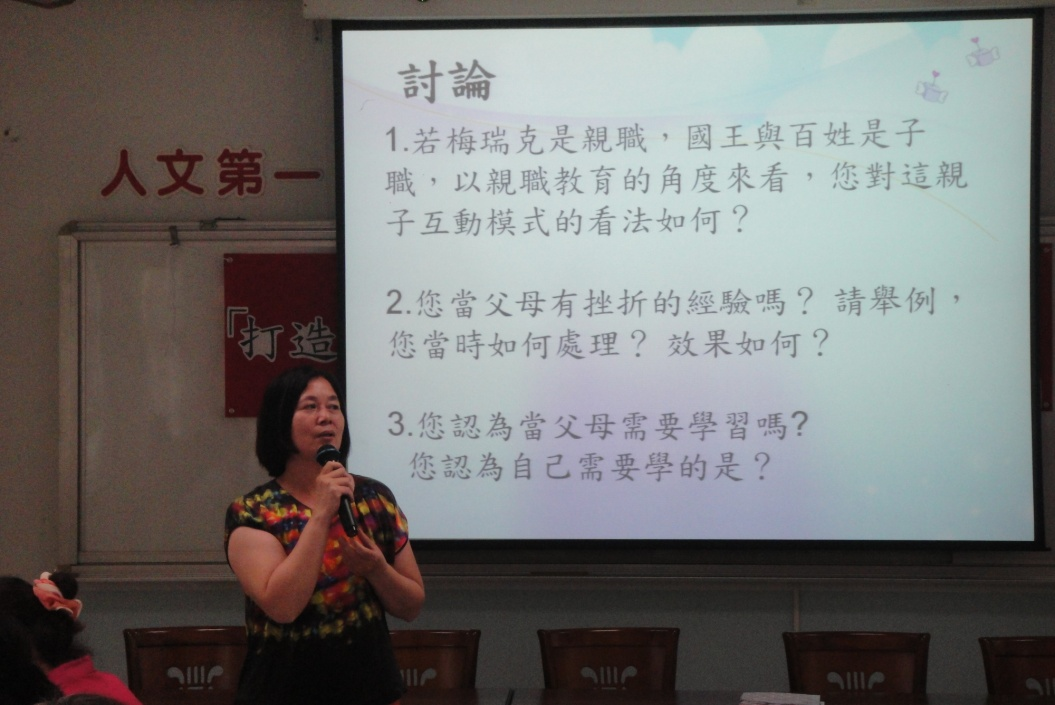 討論
1.若梅瑞克是親職，國王與百姓是子
職，以親職教育的角度來看，您對這親
子互動模式的看法如何？
2.您當父母有挫折的經驗嗎？ 請舉例，
您當時如何處理？ 效果如何？
3.您認為當父母需要學習嗎?
您認為自己需要學的是？
人文第一
「打造